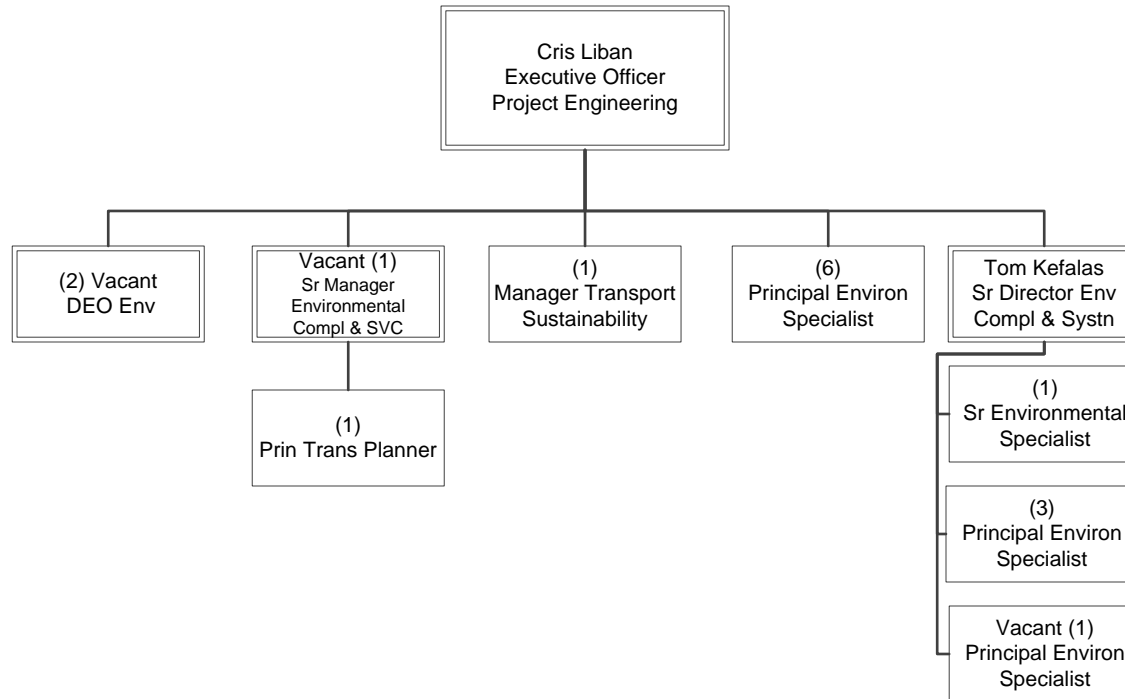 Cris Liban
Executive Officer
Project Engineering
(2) Vacant
DEO Env
Vacant (1)
Sr Manager
Environmental
Compl & SVC
(1)
Manager Transport
Sustainability
(6)
Principal Environ
Specialist
Tom Kefalas
Sr Director Env
Compl & Systn
(1)
Prin Trans Planner
(1)
Sr Environmental
Specialist
(3)
Principal Environ
Specialist
Vacant (1)
Principal Environ
Specialist